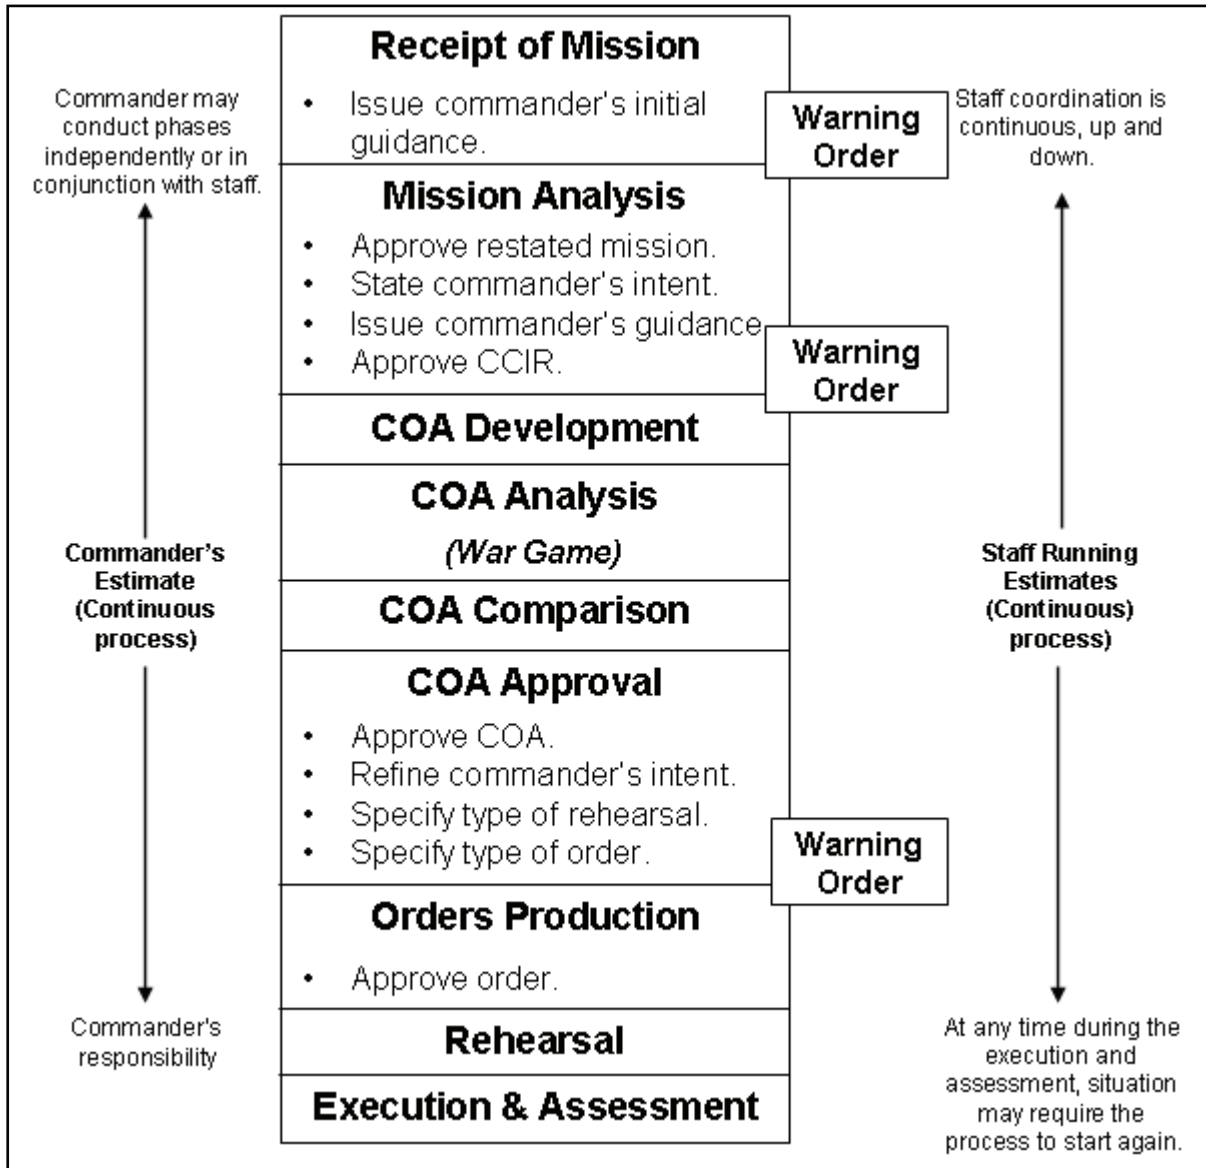 Receipt of Mission
• Issue commander's initial
guidance.
Warning
Order
Mission Analysis
• Approve restated mission.
• State commander's intent.
• Issue commander's guidance
• Approve CCIR.
Warning
Order
COA Development
COA Analysis
(War Game)
COA Comparison
COA Approval
• Approve COA.
• Refine commander's intent.
• Specify type of rehearsal.
• Specify type of order.
Warning
Order
Orders Production
• Approve order.
Rehearsal
Execution & Assessment
Commander may
conduct phases
independently or in
conjunction with staff.
Commander's
Estimate
(Continuous
process)
Commander's
responsibility
Staff coordination is
continuous, up and
down.
Staff Running
Estimates
(Continuous)
process)
At any time during the
execution and
assessment, situation
may require the
process to start again.